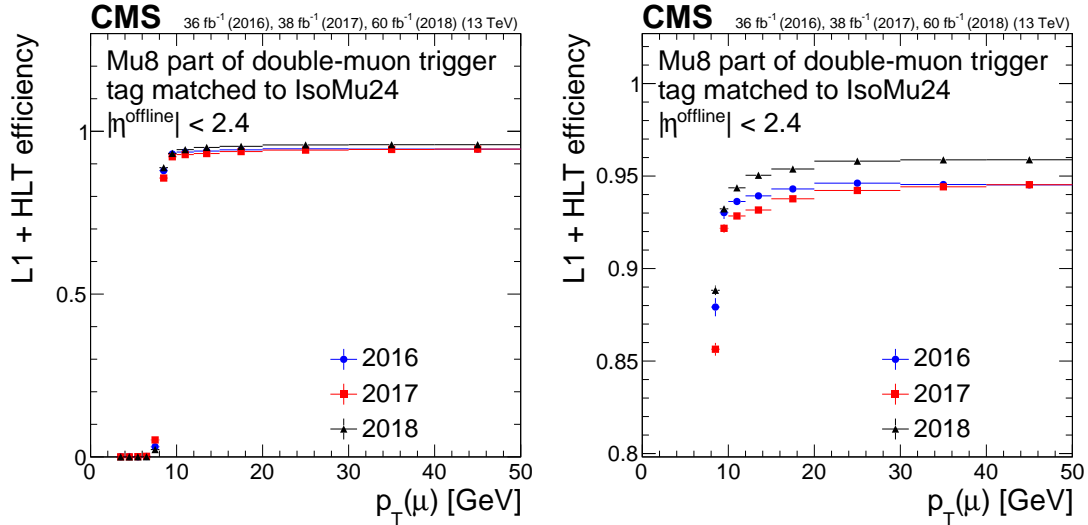 CMS
36 fb⁻¹ (2016), 38 fb⁻¹ (2017), 60 fb⁻¹ (2018) (13 TeV)
L1 + HLT efficiency
Mu8 part of double-muon trigger
tag matched to IsoMu24
|η^offline| < 2.4
1
0.5
0
2016
2017
2018
0 10 20 30 40 50
p_T(μ) [GeV]
CMS
36 fb⁻¹ (2016), 38 fb⁻¹ (2017), 60 fb⁻¹ (2018) (13 TeV)
L1 + HLT efficiency
Mu8 part of double-muon trigger
tag matched to IsoMu24
|η^offline| < 2.4
1
0.95
0.9
0.85
0.8
2016
2017
2018
0 10 20 30 40 50
p_T(μ) [GeV]